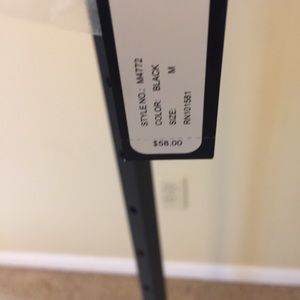 STYLE NO.: M4772
COLOR: BLACK
SIZE: M
RN101581
$58.00